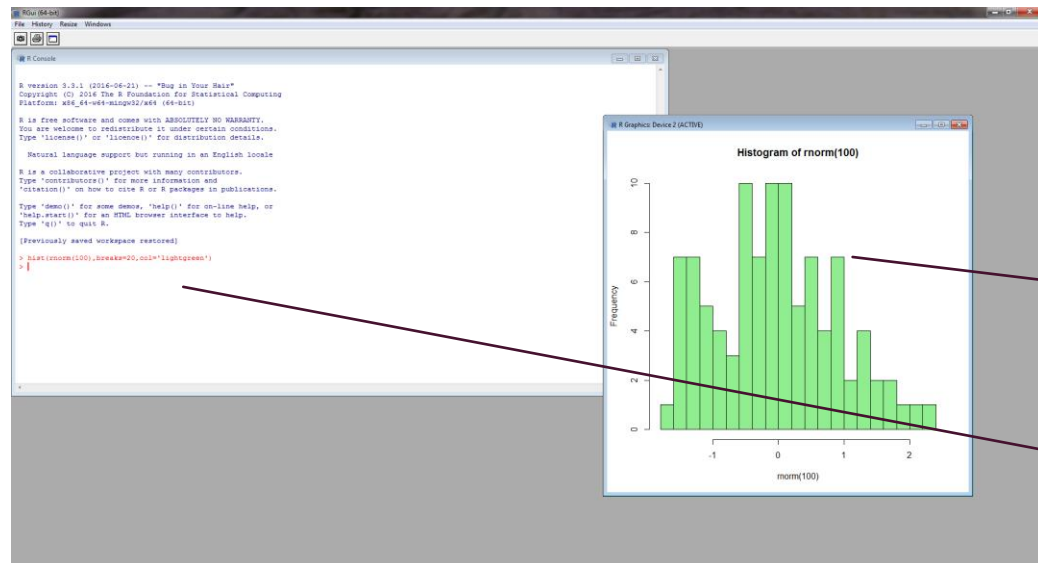 RGui (64-bit)
File History Resize Windows
R Console
R version 3.3.1 (2016-06-21) -- "Bug in Your Hair"
Copyright (C) 2016 The R Foundation for Statistical Computing
Platform: x86_64-w64-mingw32/x64 (64-bit)
R is free software and comes with ABSOLUTELY NO WARRANTY.
You are welcome to redistribute it under certain conditions.
Type 'license()' or 'licence()' for distribution details.
Natural language support but running in an English locale
R is a collaborative project with many contributors.
Type 'contributors()' for more information and
'citation()' on how to cite R or R packages in publications.
Type 'demo()' for some demos, 'help()' for on-line help, or
'help.start()' for an HTML browser interface to help.
Type 'q()' to quit R.
[Previously saved workspace restored]
> hist(rnorm(100),breaks=20,col='lightgreen')
>
R Graphics: Device 2 (ACTIVE)
Histogram of rnorm(100)
Frequency
10
8
6
4
2
0
-1 0 1 2
rnorm(100)